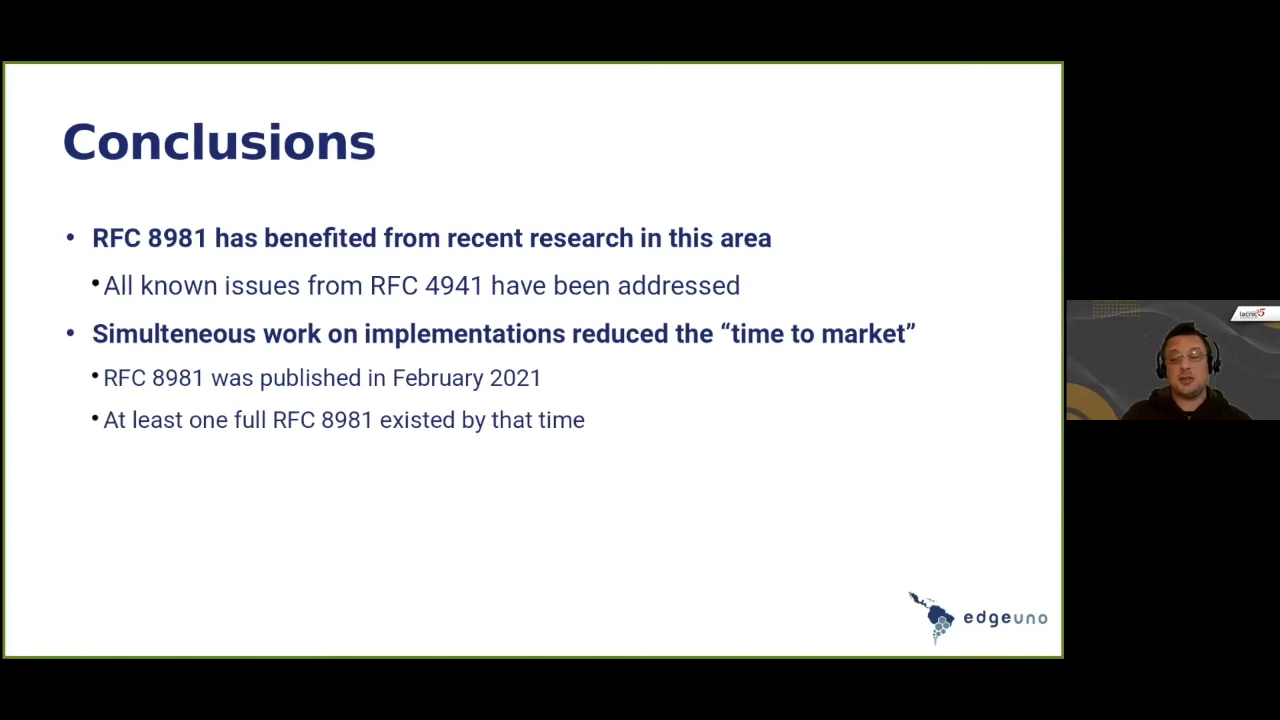 Conclusions
• RFC 8981 has benefited from recent research in this area
• All known issues from RFC 4941 have been addressed
• Simulteneous work on implementations reduced the “time to market”
• RFC 8981 was published in February 2021
• At least one full RFC 8981 existed by that time
lacnic35
edgeuno